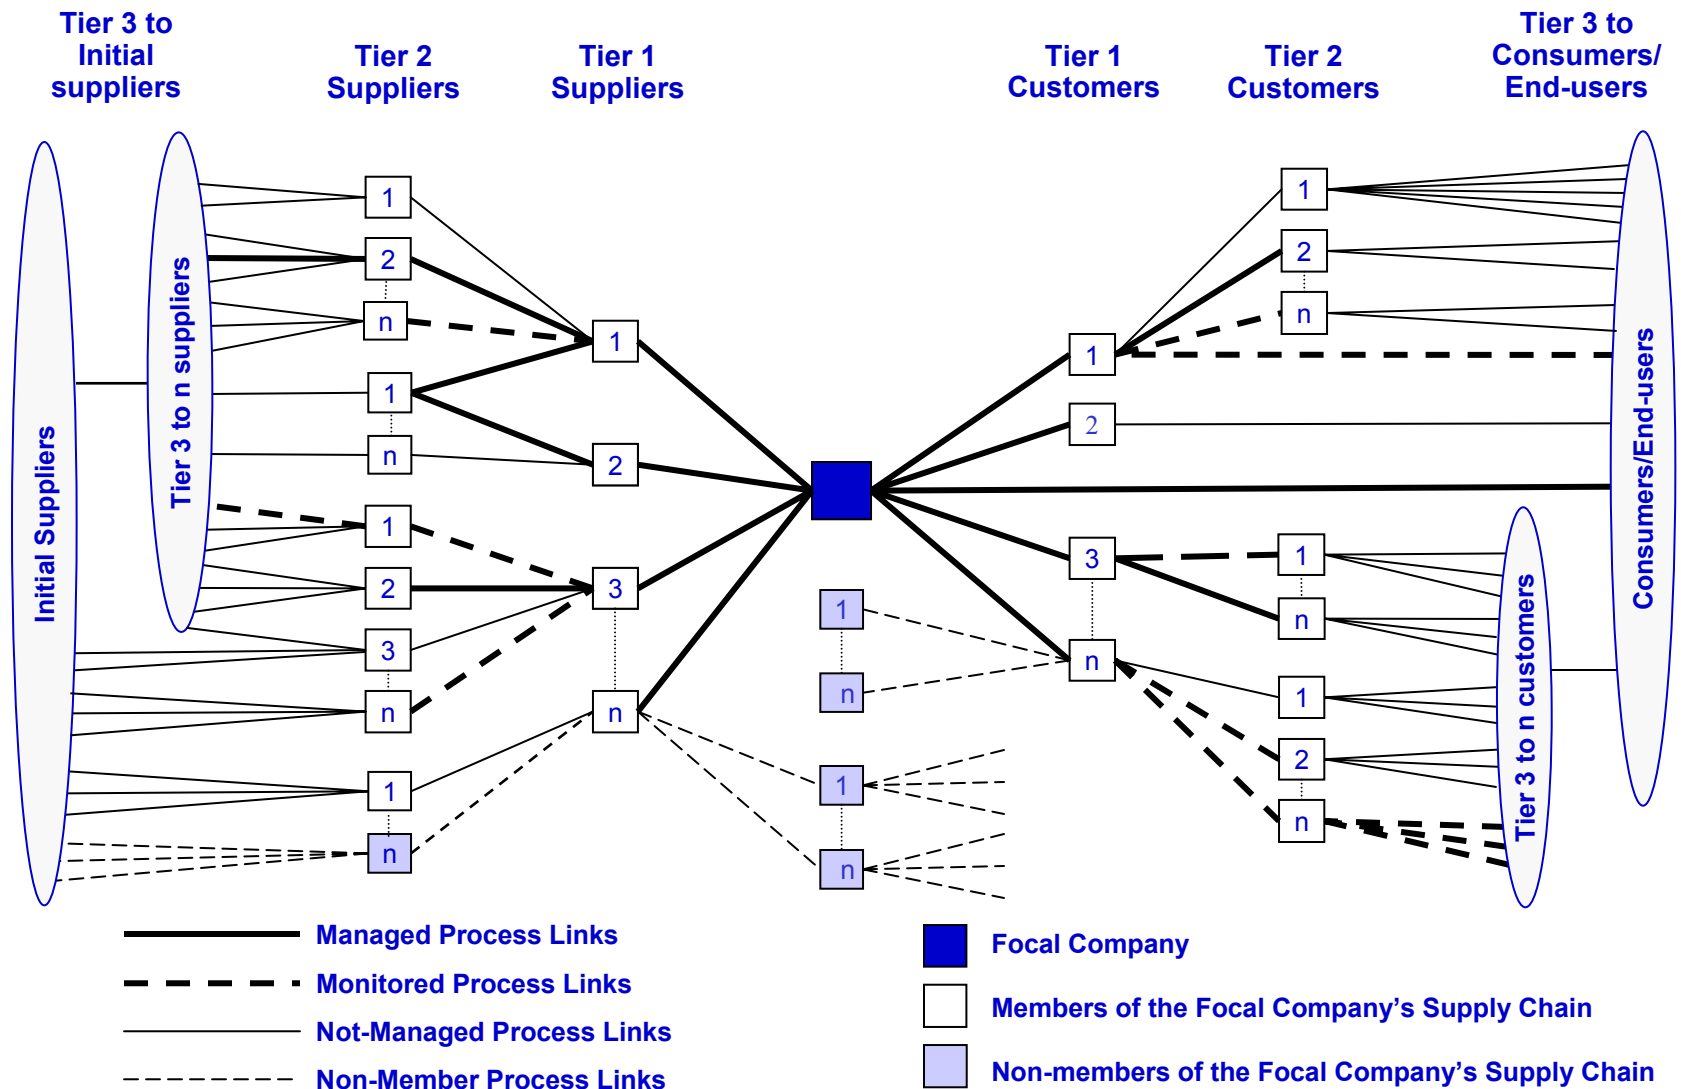 Tier 3 to
Initial
suppliers
Tier 2
Suppliers
Tier 1
Suppliers
Tier 1
Customers
Tier 2
Customers
Tier 3 to
Consumers/
End-users
Initial Suppliers
Tier 3 to n suppliers
1
2
n
1
n
1
2
3
n
1
n
1
2
3
n
1
n
1
n
1
2
3
n
1
2
n
1
n
1
2
n
Tier 3 to n customers
Consumers/End-users
Managed Process Links
Monitored Process Links
Not-Managed Process Links
Non-Member Process Links
Focal Company
Members of the Focal Company’s Supply Chain
Non-members of the Focal Company’s Supply Chain